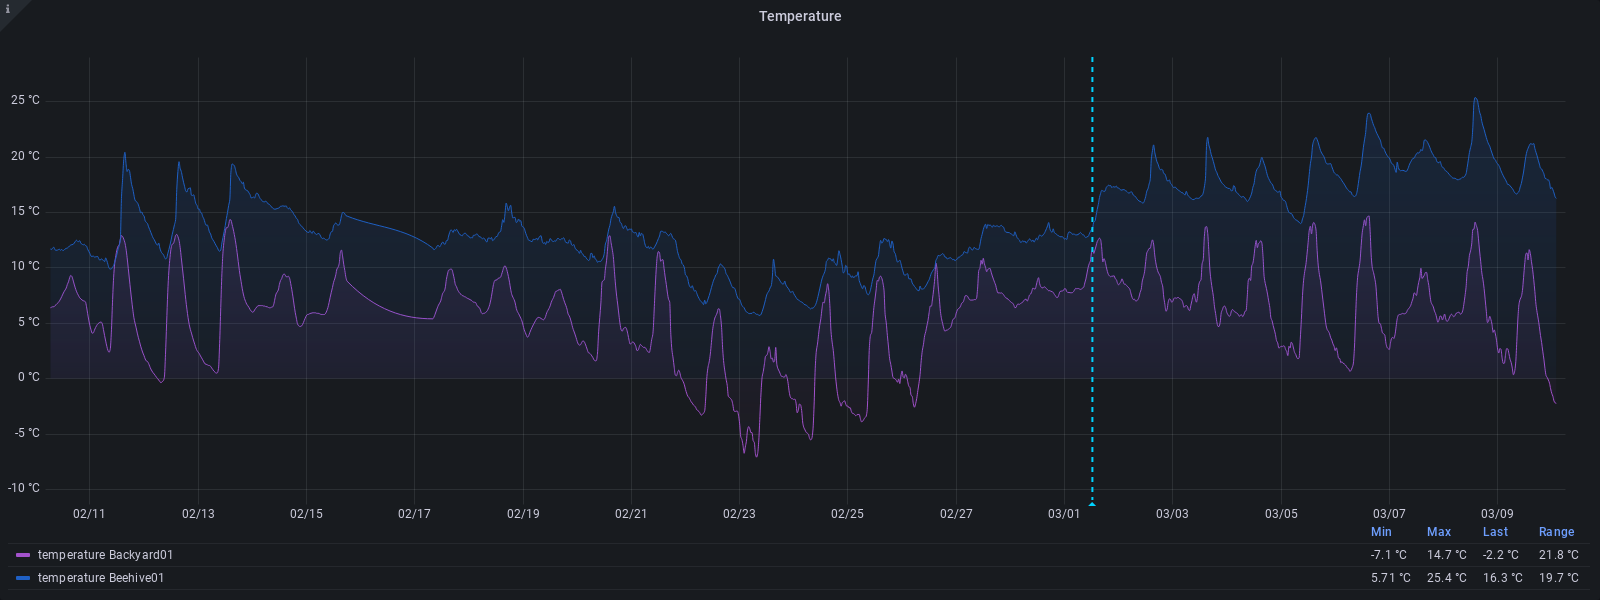 i
Temperature
25 °C
20 °C
15 °C
10 °C
5 °C
0 °C
-5 °C
-10 °C
02/11 02/13 02/15 02/17 02/19 02/21 02/23 02/25 02/27 03/01 03/03 03/05 03/07 03/09
Min Max Last Range
temperature Backyard01 -7.1 °C 14.7 °C -2.2 °C 21.8 °C
temperature Beehive01 5.71 °C 25.4 °C 16.3 °C 19.7 °C